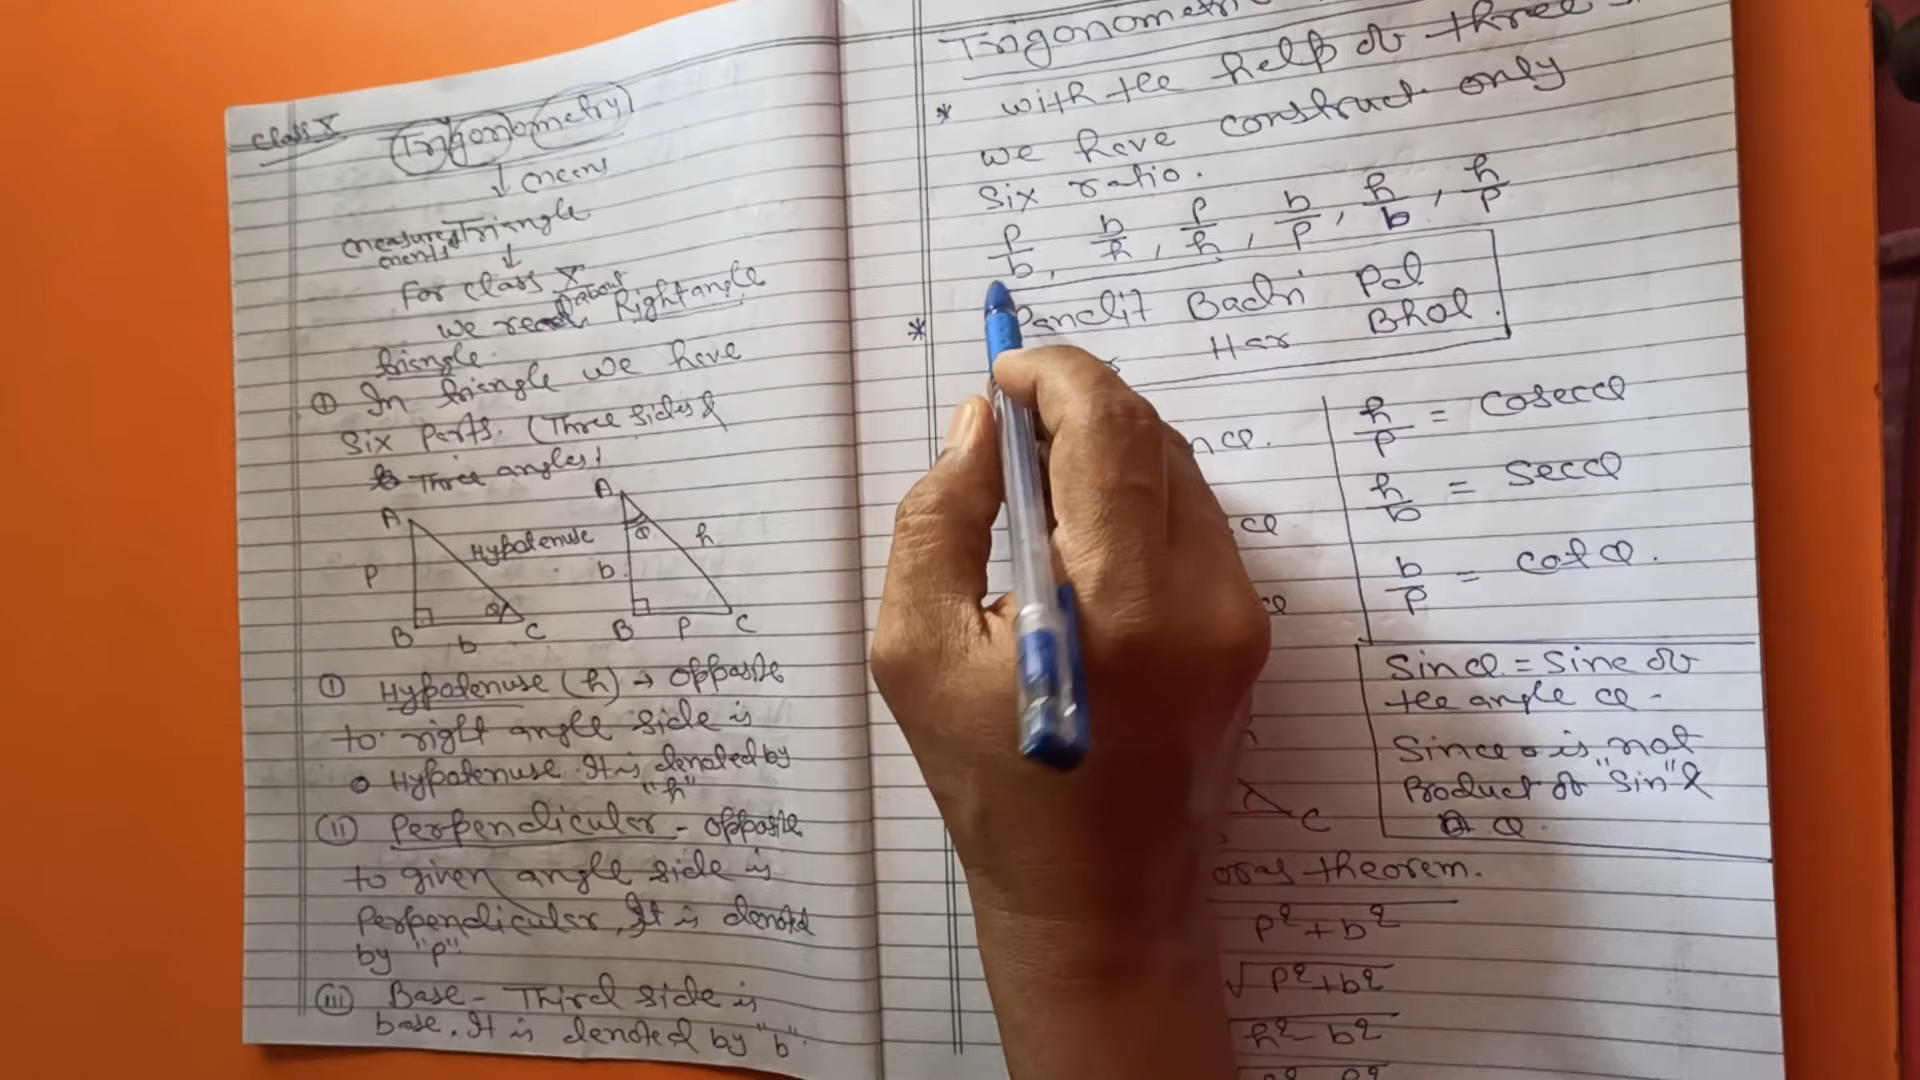 Class X
Trigonometry
↓ means
measurements Triangle
↓
For class X
we read about Right angle
triangle.
① In triangle we have
six parts. (Three sides &
Three angles)
A
Hypotenuse
P
θ
B
b
C
A
θ
h
b
B
P
C
① Hypotenuse (h) → opposite
to right angle side is
Hypotenuse. It is denoted by
"h"
(ii) Perpendicular - opposite
to given angle side is
Perpendicular, It is denoted
by "P"
(iii) Base - Third side is
base. It is denoted by "b".
Trigonometric
* with the help of three
we have construct only
six ratio.
P/b, b/h, P/h, b/P, h/b, h/P
* Pandit Badri Pd
Har Bhol.
h/P = cosecθ
h/b = secθ
b/P = cotθ.
Sinθ = Sine of
the angle θ -
Sinθ is not
Product of "Sin" &
θ.
C
oras theorem.
P²+b²
√P²+b²
h²-b²